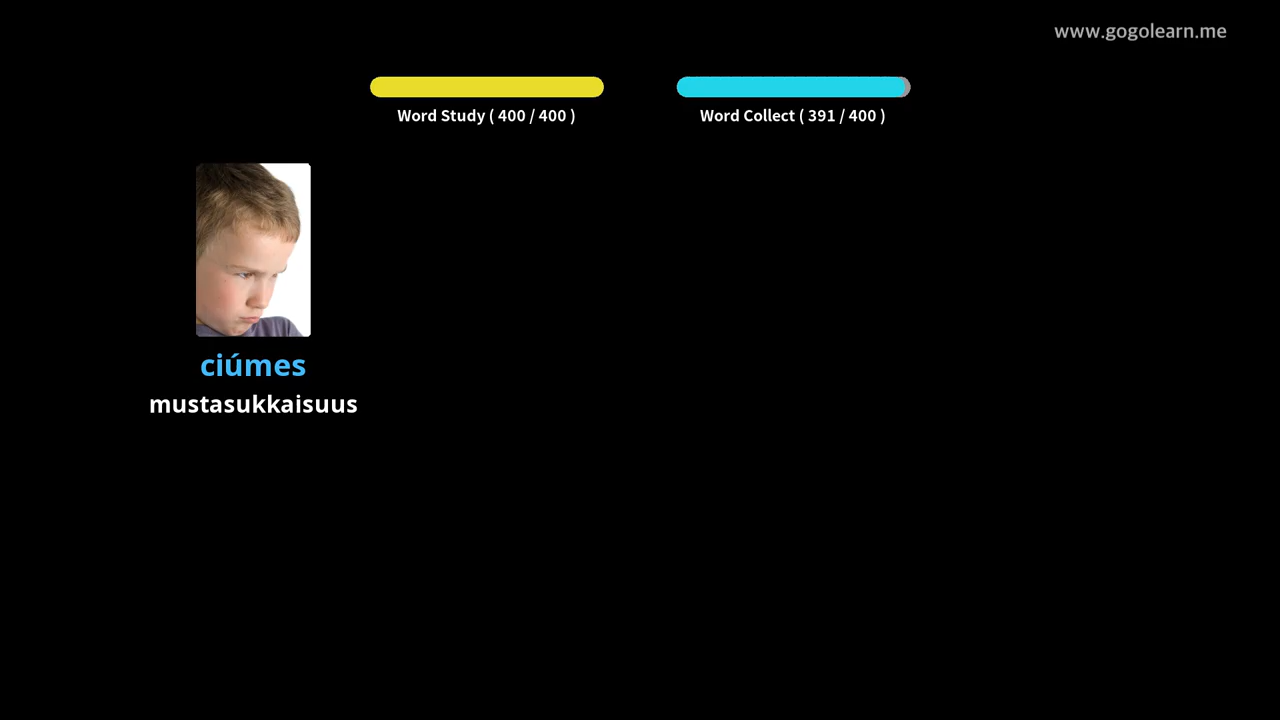 www.gogolearn.me
Word Study ( 400 / 400 )
Word Collect ( 391 / 400 )
ciúmes
mustasukkaisuus